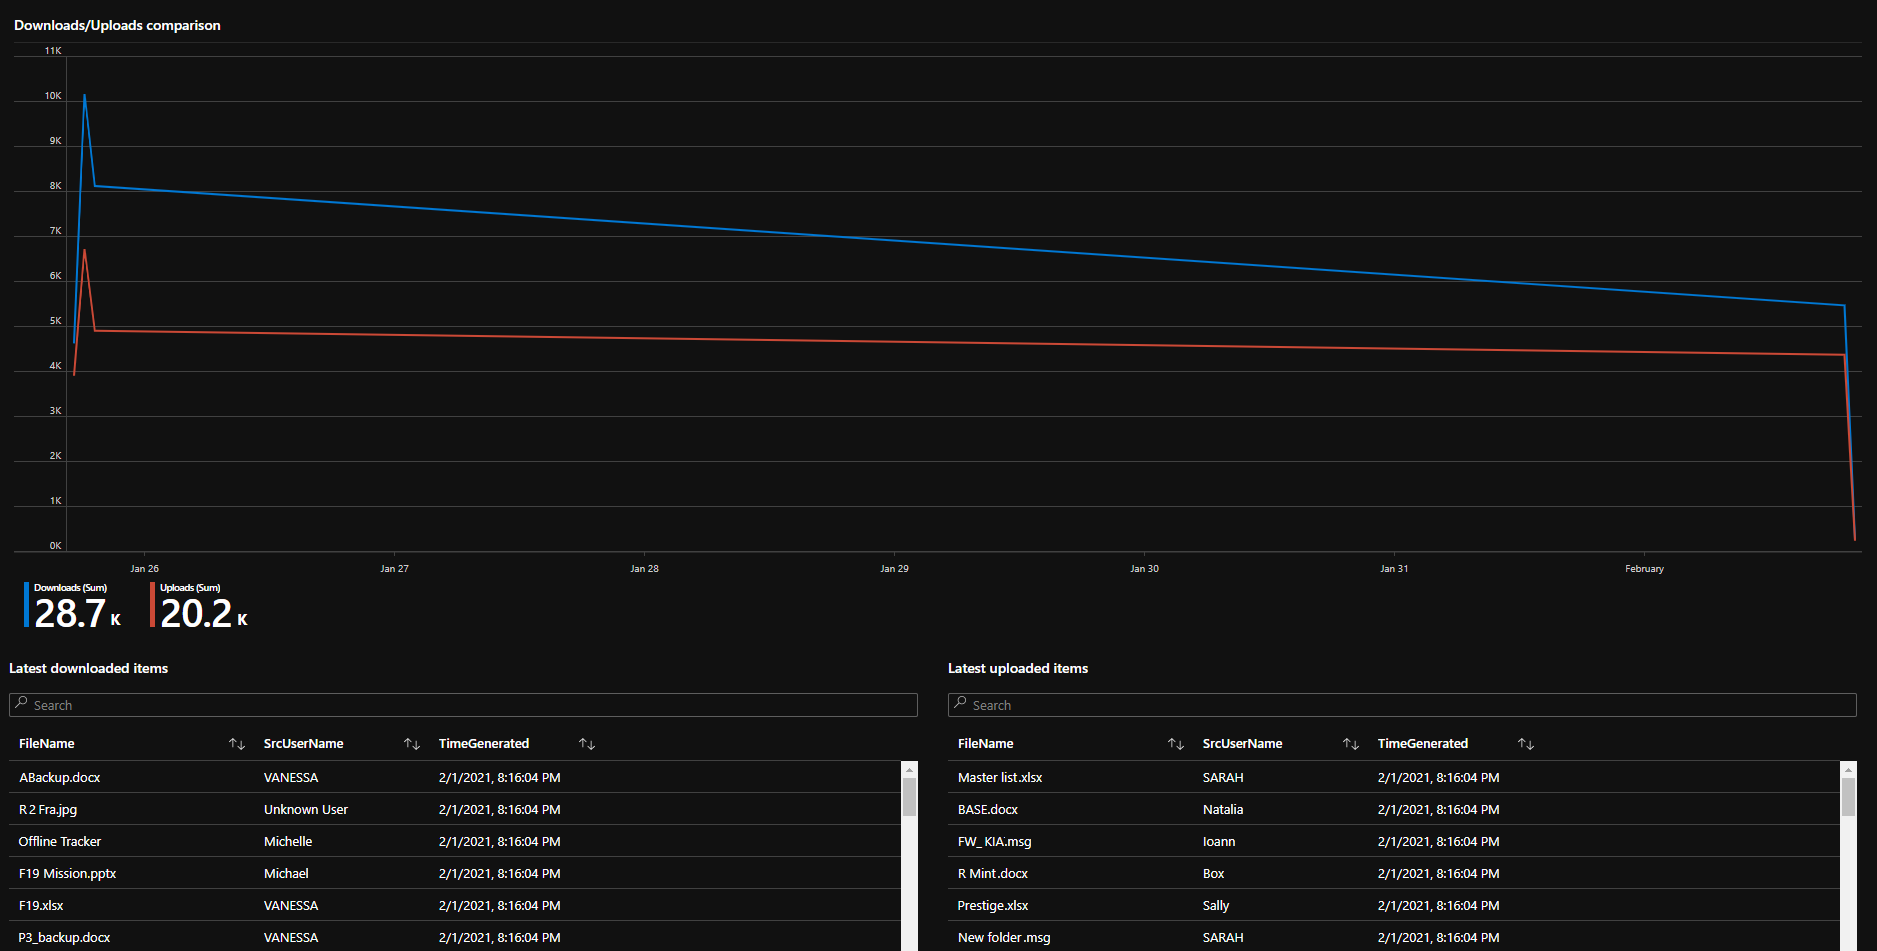 Downloads/Uploads comparison
11K
10K
9K
8K
7K
6K
5K
4K
3K
2K
1K
0K
Jan 26 Jan 27 Jan 28 Jan 29 Jan 30 Jan 31 February
Downloads (Sum) Uploads (Sum)
28.7 K 20.2 K
Latest downloaded items
Search
FileName SrcUserName TimeGenerated
ABackup.docx VANESSA 2/1/2021, 8:16:04 PM
R 2 Fra.jpg Unknown User 2/1/2021, 8:16:04 PM
Offline Tracker Michelle 2/1/2021, 8:16:04 PM
F19 Mission.pptx Michael 2/1/2021, 8:16:04 PM
F19.xlsx VANESSA 2/1/2021, 8:16:04 PM
P3_backup.docx VANESSA 2/1/2021, 8:16:04 PM
Latest uploaded items
Search
FileName SrcUserName TimeGenerated
Master list.xlsx SARAH 2/1/2021, 8:16:04 PM
BASE.docx Natalia 2/1/2021, 8:16:04 PM
FW_ KIA.msg Ioann 2/1/2021, 8:16:04 PM
R Mint.docx Box 2/1/2021, 8:16:04 PM
Prestige.xlsx Sally 2/1/2021, 8:16:04 PM
New folder.msg SARAH 2/1/2021, 8:16:04 PM